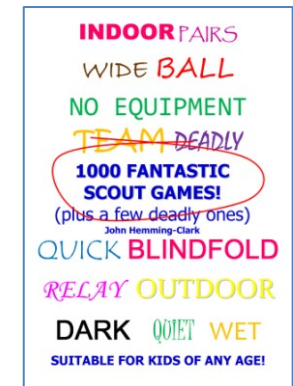 INDOOR PAIRS
WIDE BALL
NO EQUIPMENT
TEAM DEADLY
1000 FANTASTIC
SCOUT GAMES!
(plus a few deadly ones)
John Hemming-Clark
QUICK BLINDFOLD
RELAY OUTDOOR
DARK QUIET WET
SUITABLE FOR KIDS OF ANY AGE!